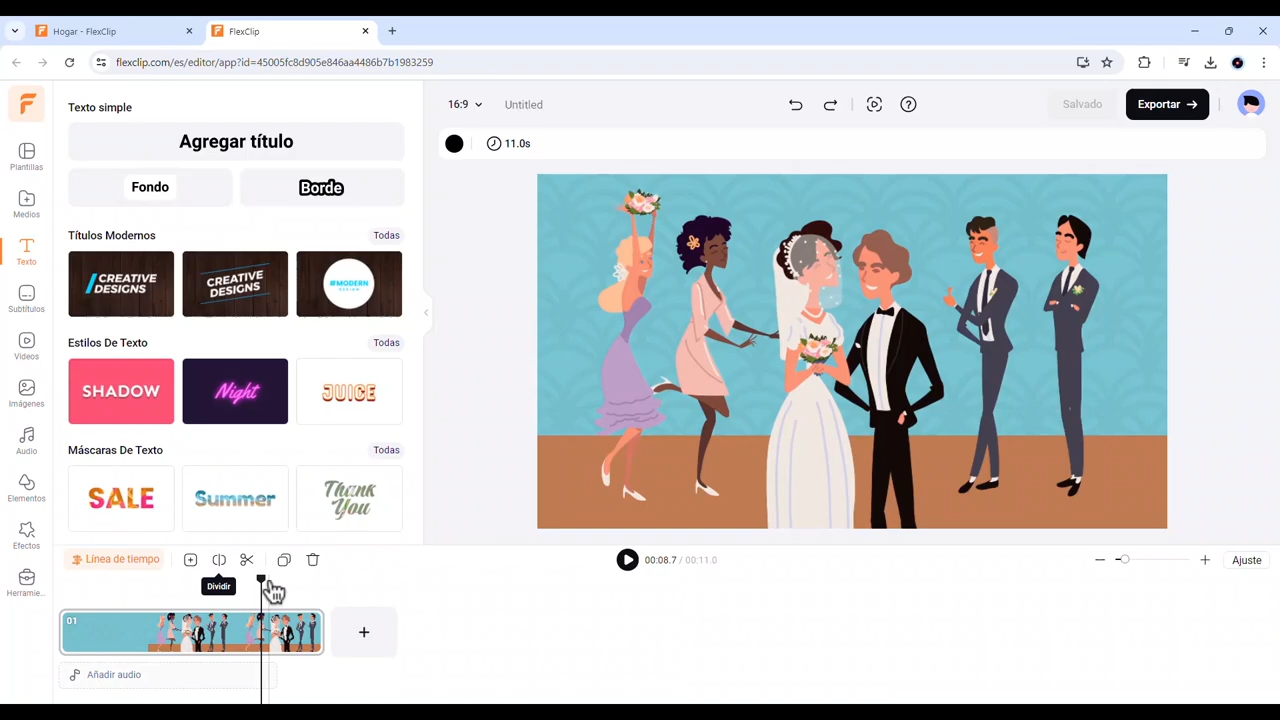 Hogar - FlexClip
FlexClip
flexclip.com/es/editor/app?id=45005fc8d905e846aa4486b7b1983259
Plantillas
Medios
Texto
Subtítulos
Videos
Imágenes
Audio
Elementos
Efectos
Herramie...
Texto simple
Agregar título
Fondo
Borde
Títulos Modernos
Todas
CREATIVE
DESIGNS
CREATIVE
DESIGNS
#MODERN
DESIGN
Estilos De Texto
Todas
SHADOW
Night
JUICE
Máscaras De Texto
Todas
SALE
Summer
Thank
You
16:9
Untitled
Salvado
Exportar
11.0s
Línea de tiempo
Dividir
00:08.7 / 00:11.0
Ajuste
01
Añadir audio